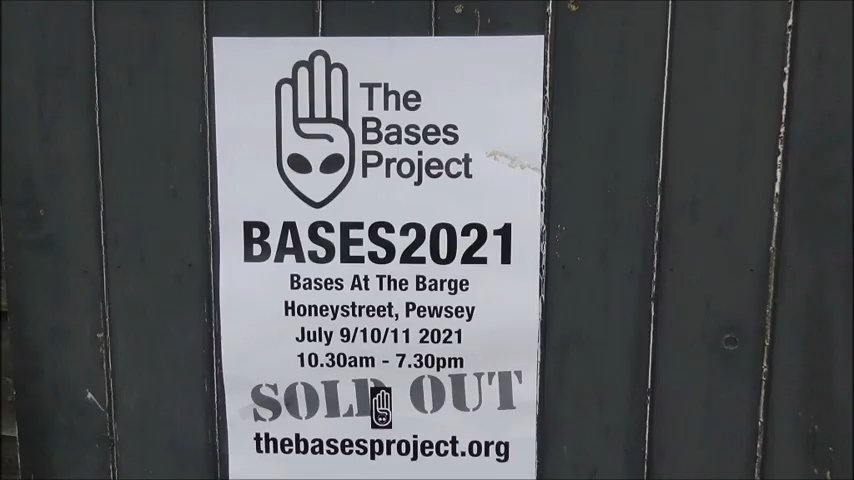 The
Bases
Project
BASES2021
Bases At The Barge
Honeystreet, Pewsey
July 9/10/11 2021
10.30am - 7.30pm
SOLD OUT
thebasesproject.org